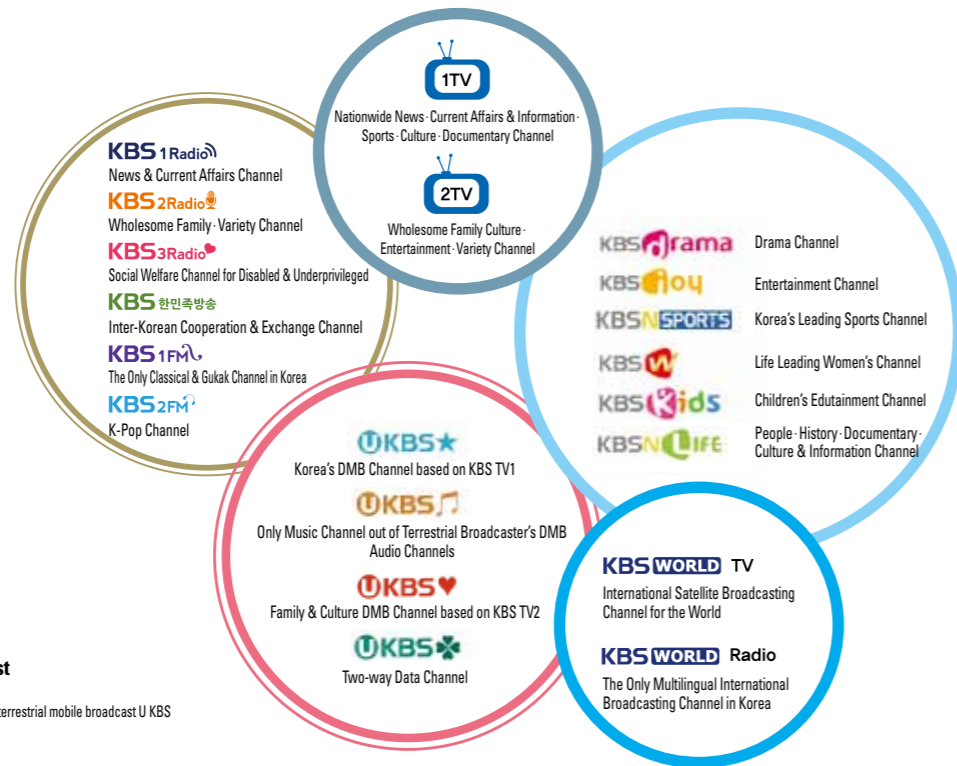 1TV
Nationwide News·Current Affairs & Information·
Sports·Culture·Documentary Channel
2TV
Wholesome Family Culture·
Entertainment·Variety Channel
KBS 1Radio
News & Current Affairs Channel
KBS 2Radio
Wholesome Family·Variety Channel
KBS 3Radio
Social Welfare Channel for Disabled & Underprivileged
KBS 한민족방송
Inter-Korean Cooperation & Exchange Channel
KBS 1FM
The Only Classical & Gukak Channel in Korea
KBS 2FM
K-Pop Channel
KBS drama Drama Channel
KBS joy Entertainment Channel
KBS N SPORTS Korea's Leading Sports Channel
KBS W Life Leading Women's Channel
KBS Kids Children's Edutainment Channel
KBS N LIFE People·History·Documentary·
Culture & Information Channel
U KBS
Korea's DMB Channel based on KBS TV1
U KBS
Only Music Channel out of Terrestrial Broadcaster's DMB
Audio Channels
U KBS
Family & Culture DMB Channel based on KBS TV2
U KBS
Two-way Data Channel
KBS WORLD TV
International Satellite Broadcasting
Channel for the World
KBS WORLD Radio
The Only Multilingual International
Broadcasting Channel in Korea
terrestrial mobile broadcast U KBS